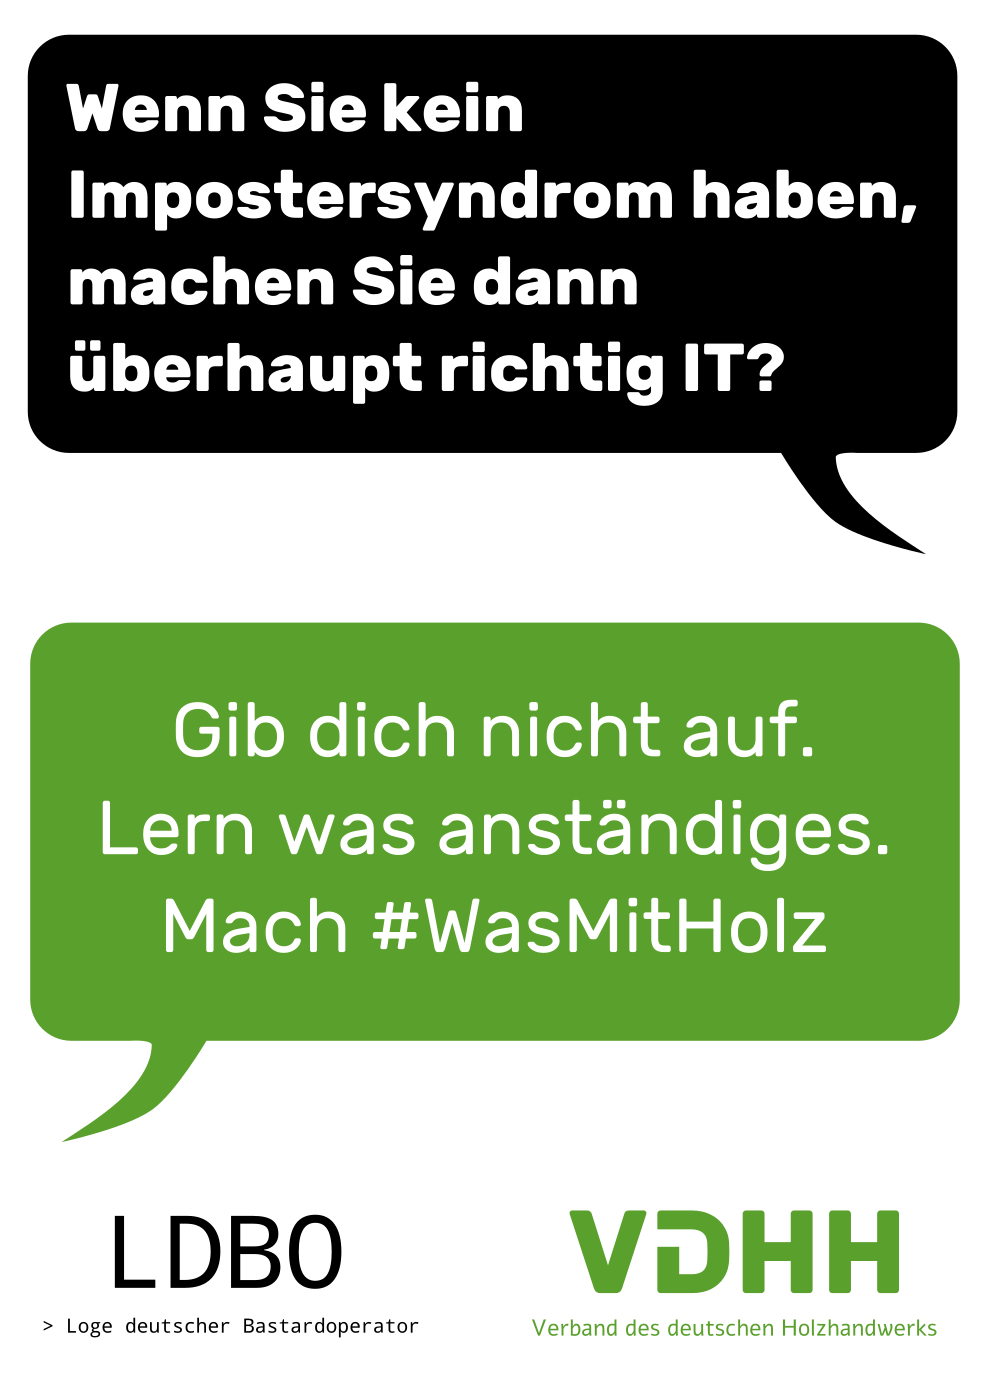 Wenn Sie kein
Impostersyndrom haben,
machen Sie dann
überhaupt richtig IT?
Gib dich nicht auf.
Lern was anständiges.
Mach #WasMitHolz
LDBO
> Loge deutscher Bastardoperator
VDHH
Verband des deutschen Holzhandwerks